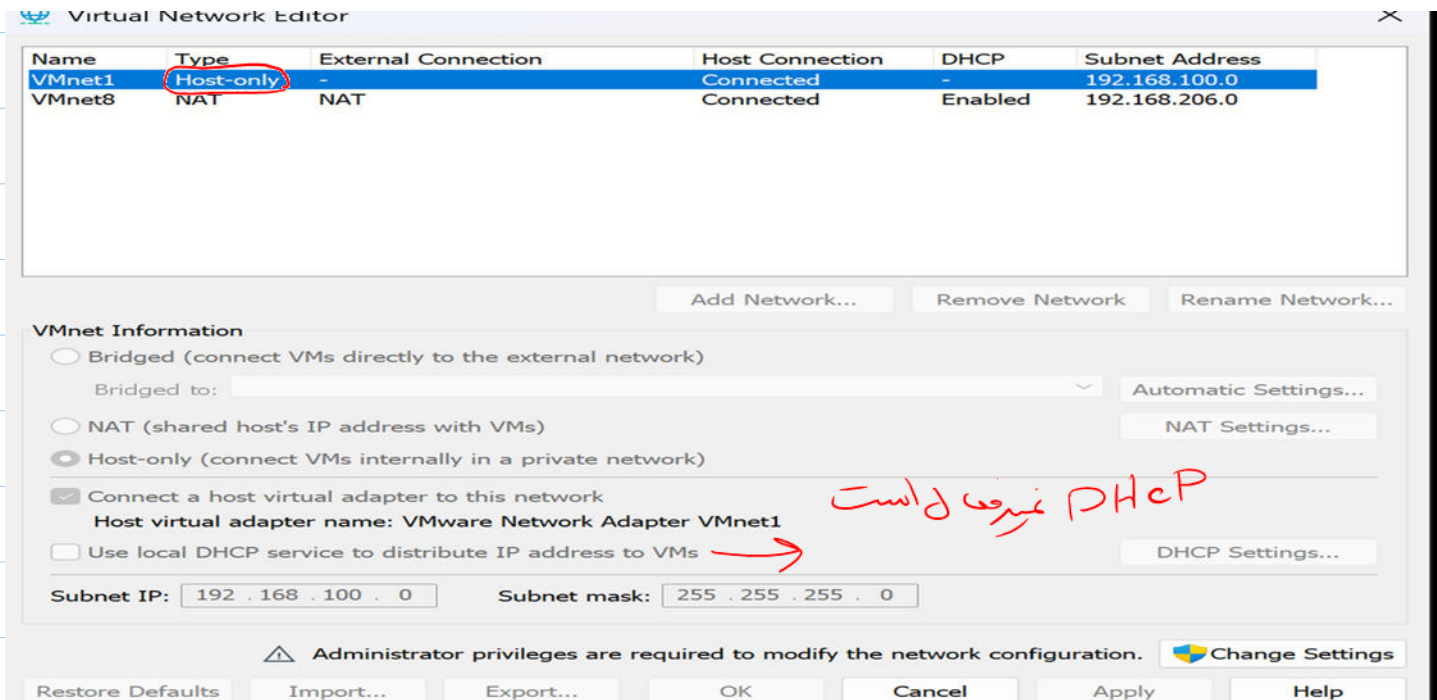 Virtual Network Editor
Name Type External Connection Host Connection DHCP Subnet Address
VMnet1 Host-only - Connected - 192.168.100.0
VMnet8 NAT NAT Connected Enabled 192.168.206.0
Add Network... Remove Network Rename Network...
VMnet Information
Bridged (connect VMs directly to the external network)
Bridged to: Automatic Settings...
NAT (shared host's IP address with VMs) NAT Settings...
Host-only (connect VMs internally in a private network)
Connect a host virtual adapter to this network
DHCP غیرفعال است
Host virtual adapter name: VMware Network Adapter VMnet1
Use local DHCP service to distribute IP address to VMs DHCP Settings...
Subnet IP: 192 . 168 . 100 . 0 Subnet mask: 255 . 255 . 255 . 0
Administrator privileges are required to modify the network configuration. Change Settings
Restore Defaults Import... Export... OK Cancel Apply Help